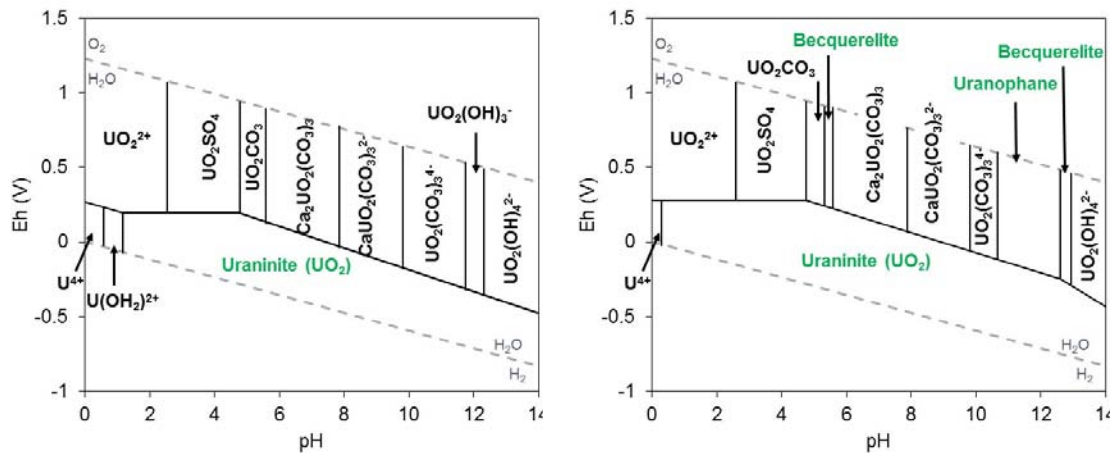 1.5
1
0.5
0
-0.5
-1
Eh (V)
0
2
4
6
8
10
12
14
pH
O₂
H₂O
UO₂²⁺
UO₂SO₄
UO₂CO₃
Ca₂UO₂(CO₃)₃
CaUO₂(CO₃)₃²⁻
UO₂(CO₃)₃⁴⁻
UO₂(OH)₃⁻
UO₂(OH)₄²⁻
Uraninite (UO₂)
U⁴⁺
U(OH₂)²⁺
H₂O
H₂
1.5
1
0.5
0
-0.5
-1
Eh (V)
0
2
4
6
8
10
12
14
pH
O₂
H₂O
Becquerelite
UO₂CO₃
Becquerelite
Uranophane
UO₂²⁺
UO₂SO₄
Ca₂UO₂(CO₃)₃
CaUO₂(CO₃)₃²⁻
UO₂(CO₃)₃⁴⁻
UO₂(OH)₄²⁻
Uraninite (UO₂)
U⁴⁺
H₂O
H₂